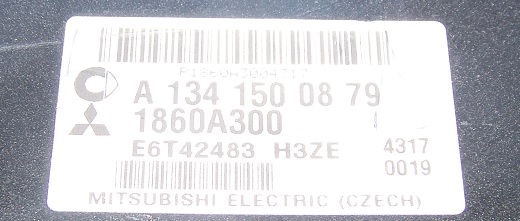 A 134 150 08 79
1860A300
E6T42483 H3ZE 4317
0019
MITSUBISHI ELECTRIC (CZECH)